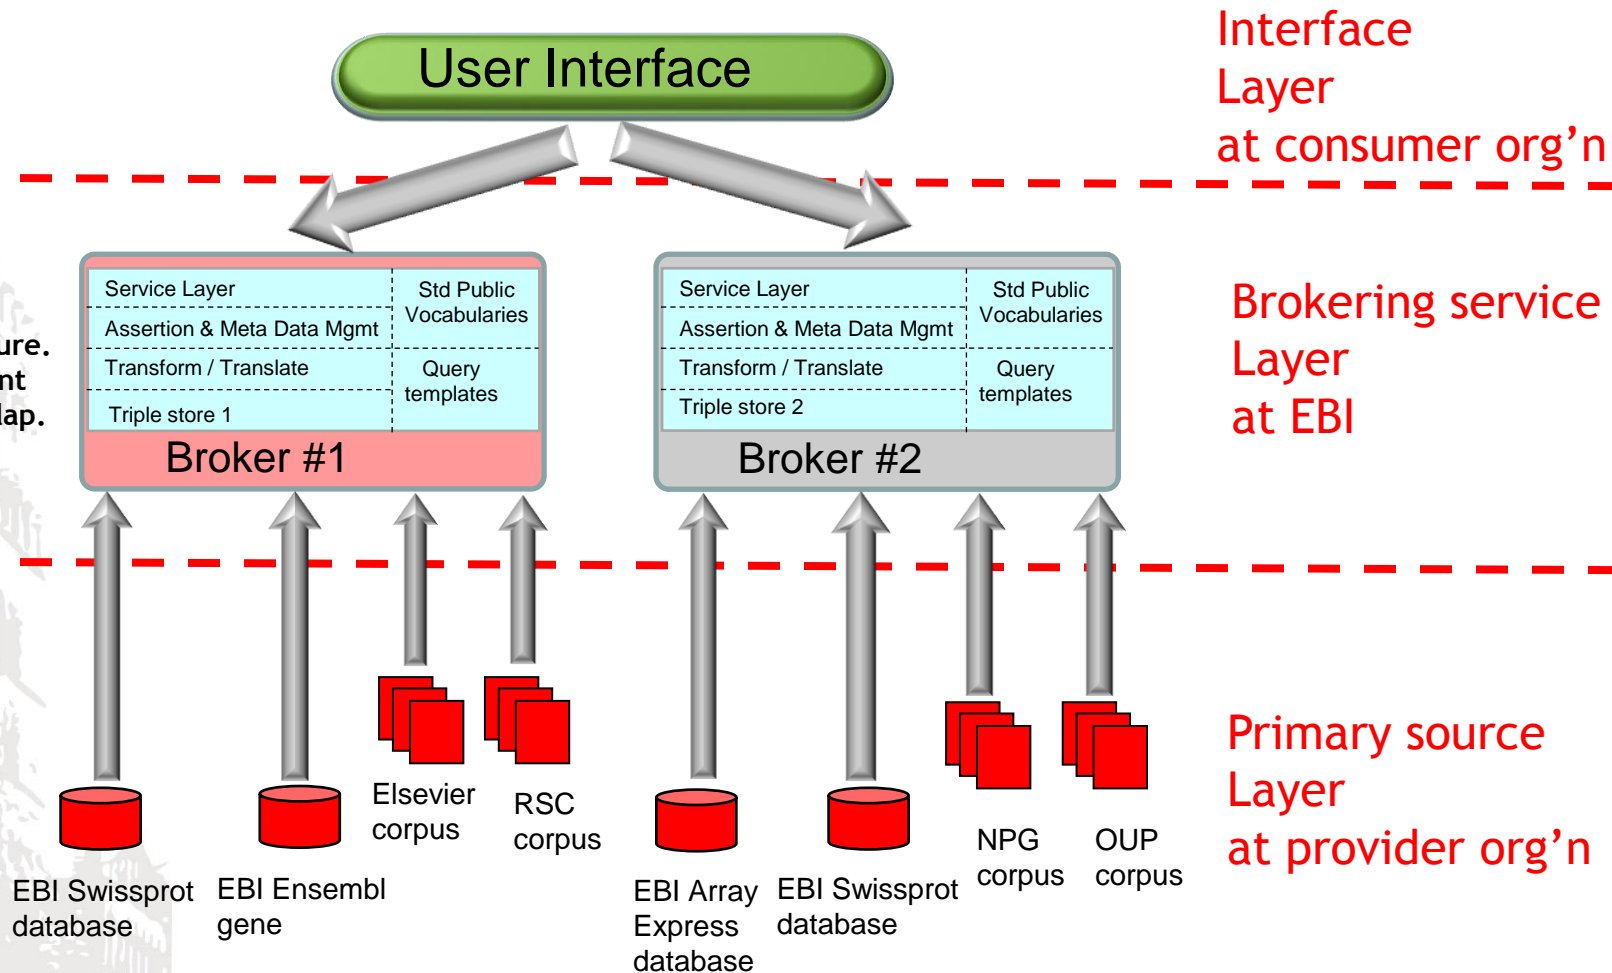 User Interface
Interface
Layer
at consumer org’n
Service Layer
Assertion & Meta Data Mgmt
Transform / Translate
Triple store 1
Std Public
Vocabularies
Query
templates
Broker #1
Service Layer
Assertion & Meta Data Mgmt
Transform / Translate
Triple store 2
Std Public
Vocabularies
Query
templates
Broker #2
Brokering service
Layer
at EBI
EBI Swissprot
database
EBI Ensembl
gene
Elsevier
corpus
RSC
corpus
EBI Array
Express
database
EBI Swissprot
database
NPG
corpus
OUP
corpus
Primary source
Layer
at provider org’n